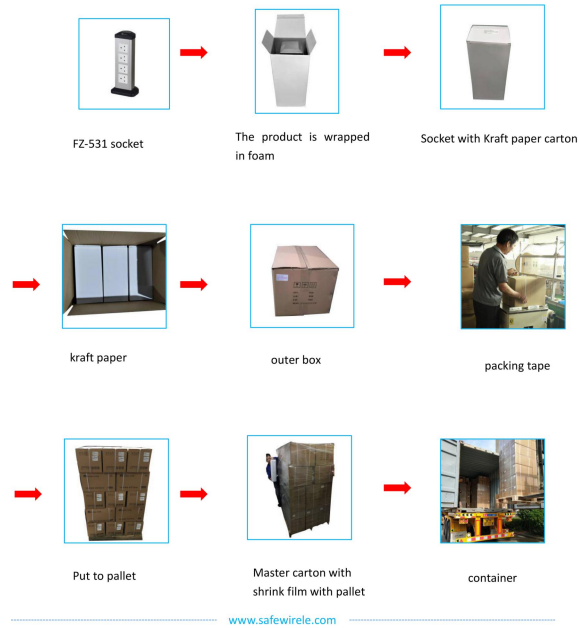 FZ-531 socket
The product is wrapped
in foam
Socket with Kraft paper carton
kraft paper
outer box
packing tape
Put to pallet
Master carton with
shrink film with pallet
container
www.safewirele.com